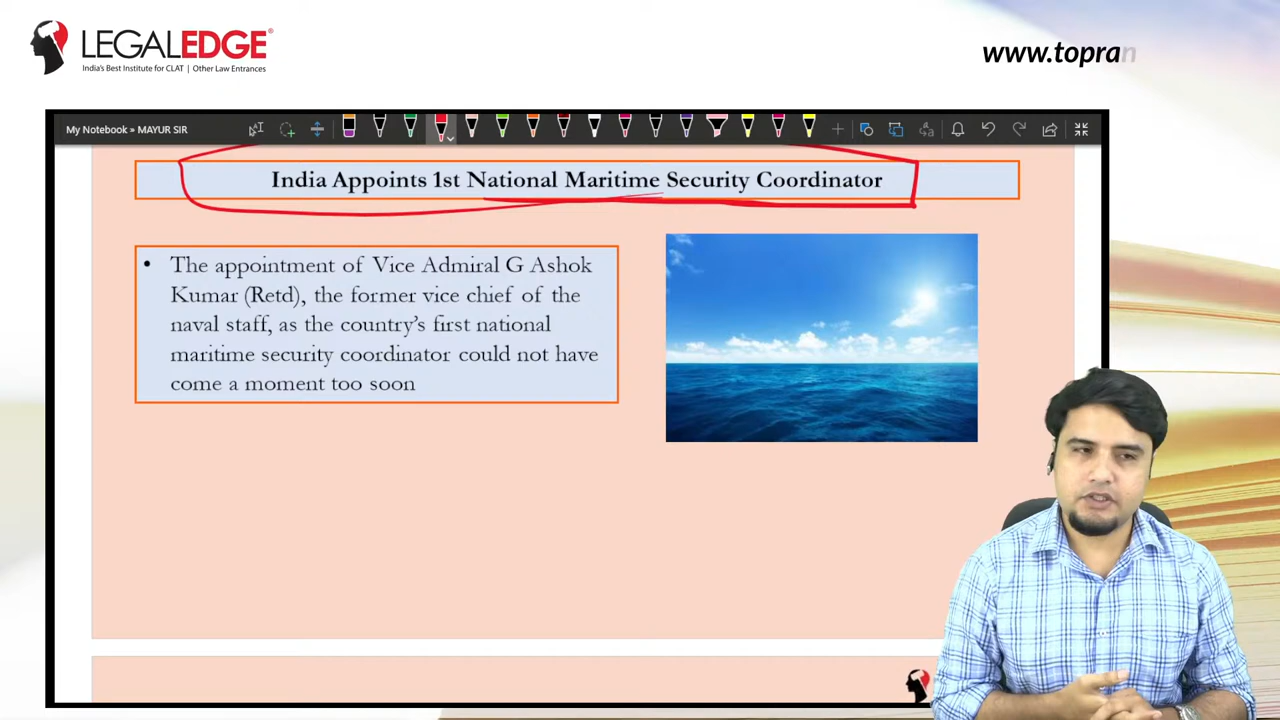 LEGALEDGE®
India's Best Institute for CLAT | Other Law Entrances
www.topran
My Notebook » MAYUR SIR
India Appoints 1st National Maritime Security Coordinator
• The appointment of Vice Admiral G Ashok
Kumar (Retd), the former vice chief of the
naval staff, as the country's first national
maritime security coordinator could not have
come a moment too soon